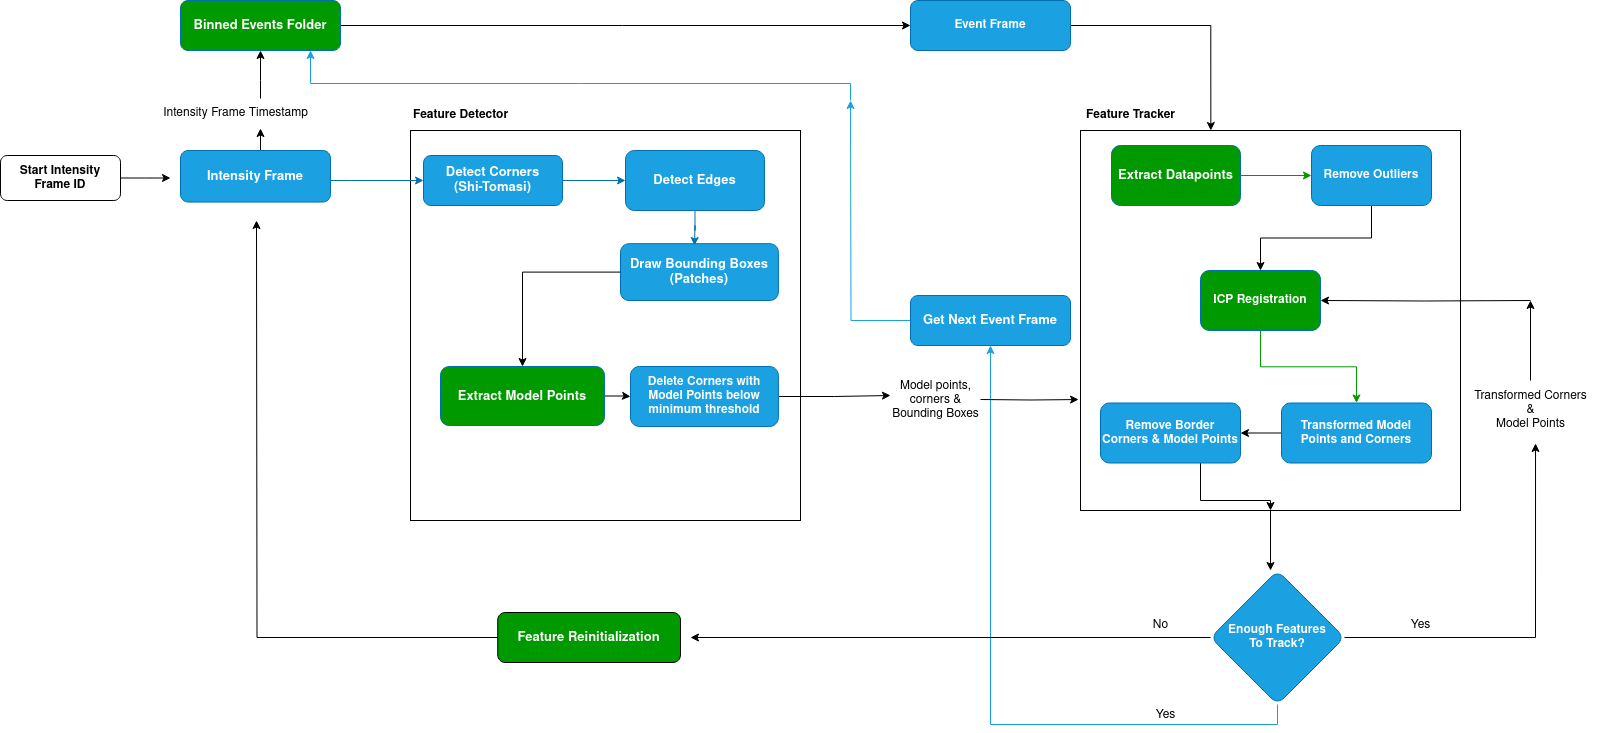 Binned Events Folder
Event Frame
Intensity Frame Timestamp
Feature Detector
Feature Tracker
Start Intensity
Frame ID
Intensity Frame
Detect Corners
(Shi-Tomasi)
Detect Edges
Extract Datapoints
Remove Outliers
Draw Bounding Boxes
(Patches)
ICP Registration
Get Next Event Frame
Extract Model Points
Delete Corners with
Model Points below
minimum threshold
Model points,
corners &
Bounding Boxes
Transformed Corners
&
Model Points
Remove Border
Corners & Model Points
Transformed Model
Points and Corners
Feature Reinitialization
No
Enough Features
To Track?
Yes
Yes